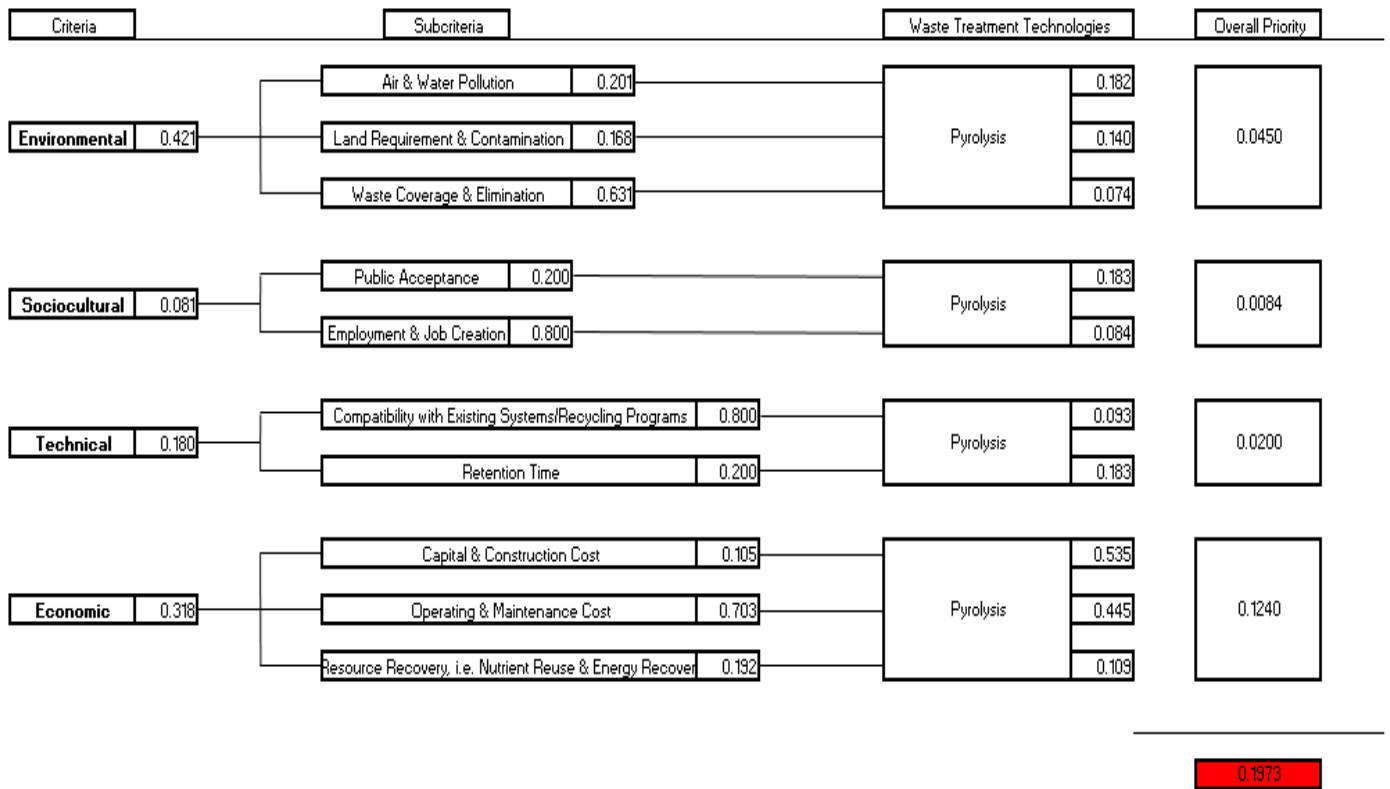 Criteria Subcriteria Waste Treatment Technologies Overall Priority
Air & Water Pollution 0.201 0.182
Environmental 0.421 Land Requirement & Contamination 0.168 Pyrolysis 0.140 0.0450
Waste Coverage & Elimination 0.631 0.074
Public Acceptance 0.200 0.183
Sociocultural 0.081 Pyrolysis 0.0084
Employment & Job Creation 0.800 0.084
Compatibility with Existing Systems/Recycling Programs 0.800 0.093
Technical 0.180 Pyrolysis 0.0200
Retention Time 0.200 0.183
Capital & Construction Cost 0.105 0.535
Economic 0.318 Operating & Maintenance Cost 0.703 Pyrolysis 0.445 0.1240
Resource Recovery, i.e. Nutrient Reuse & Energy Recover 0.192 0.109
0.1973